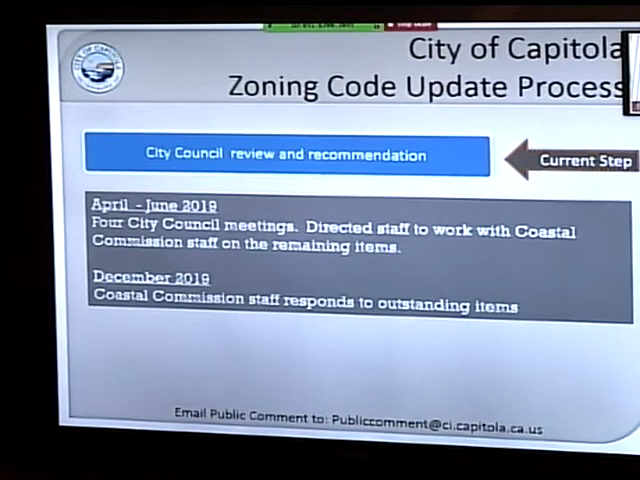 City of Capitola
Zoning Code Update Process
City Council review and recommendation
Current Step
April - June 2019
Four City Council meetings. Directed staff to work with Coastal
Commission staff on the remaining items.
December 2019
Coastal Commission staff responds to outstanding items
Email Public Comment to: Publiccomment@ci.capitola.ca.us